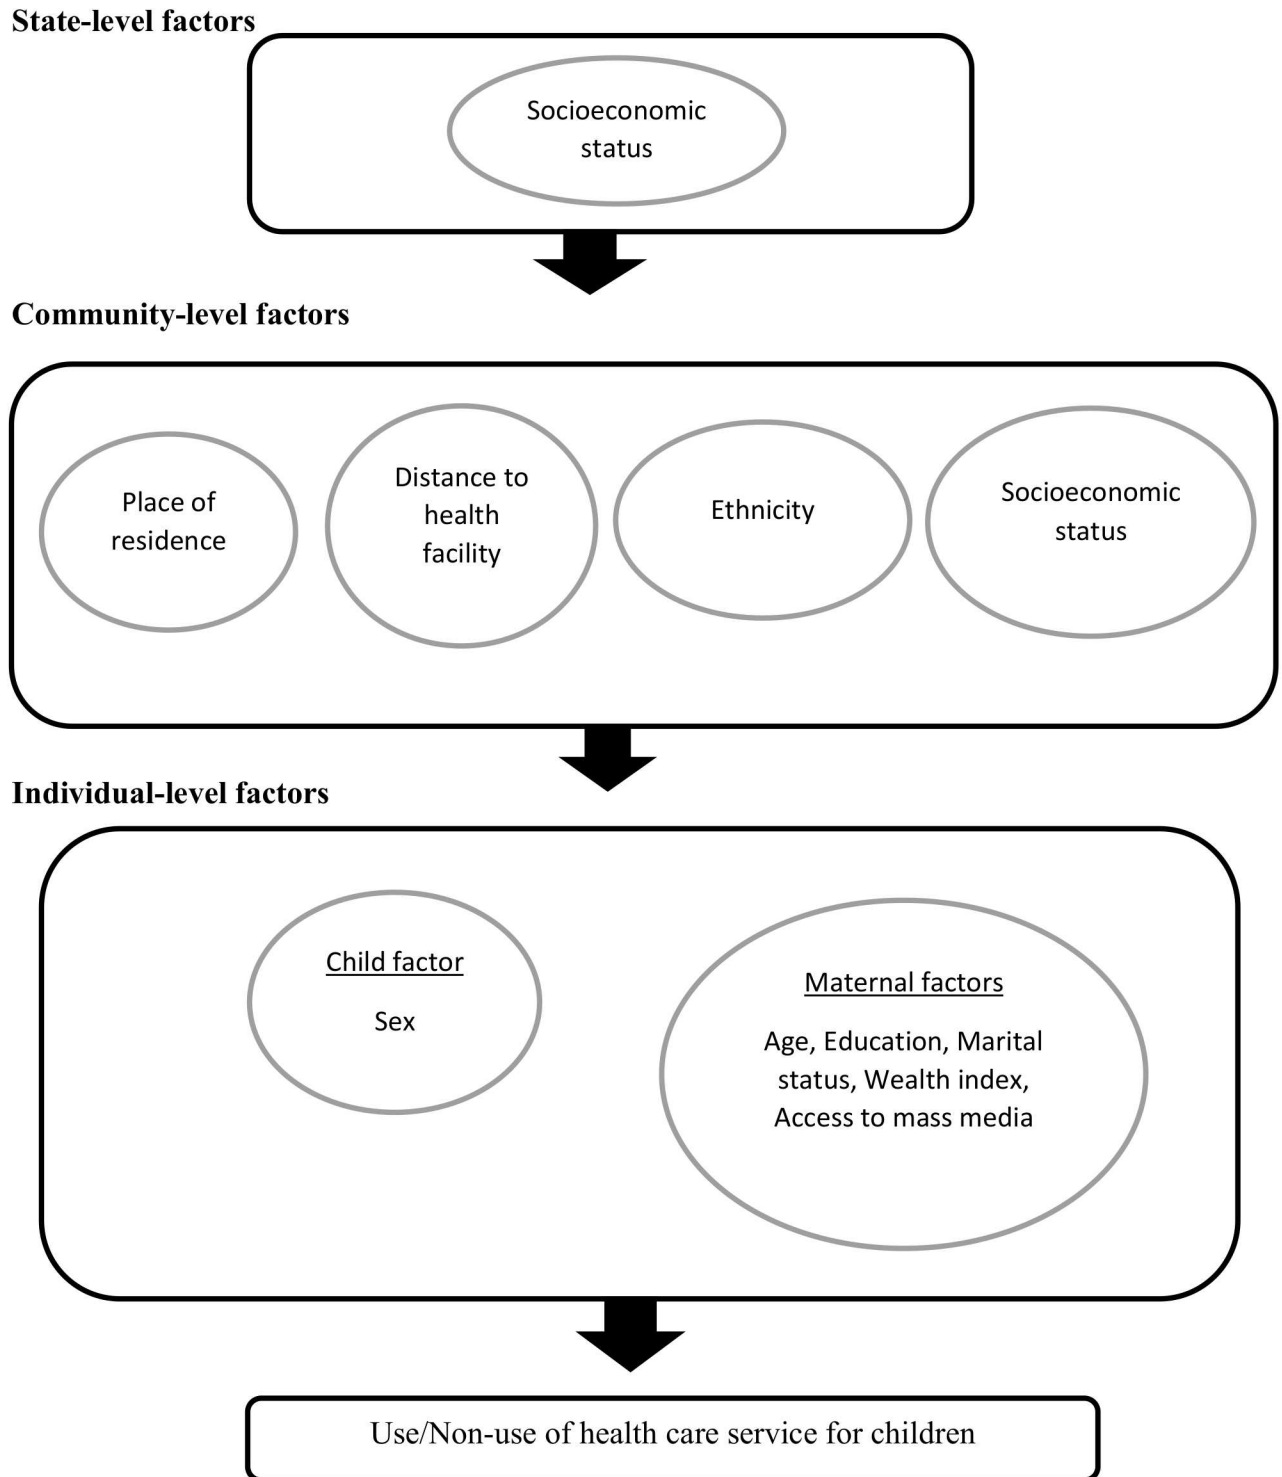 State-level factors
Socioeconomic
status
Community-level factors
Place of
residence
Distance to
health
facility
Ethnicity
Socioeconomic
status
Individual-level factors
Child factor
Sex
Maternal factors
Age, Education, Marital
status, Wealth index,
Access to mass media
Use/Non-use of health care service for children